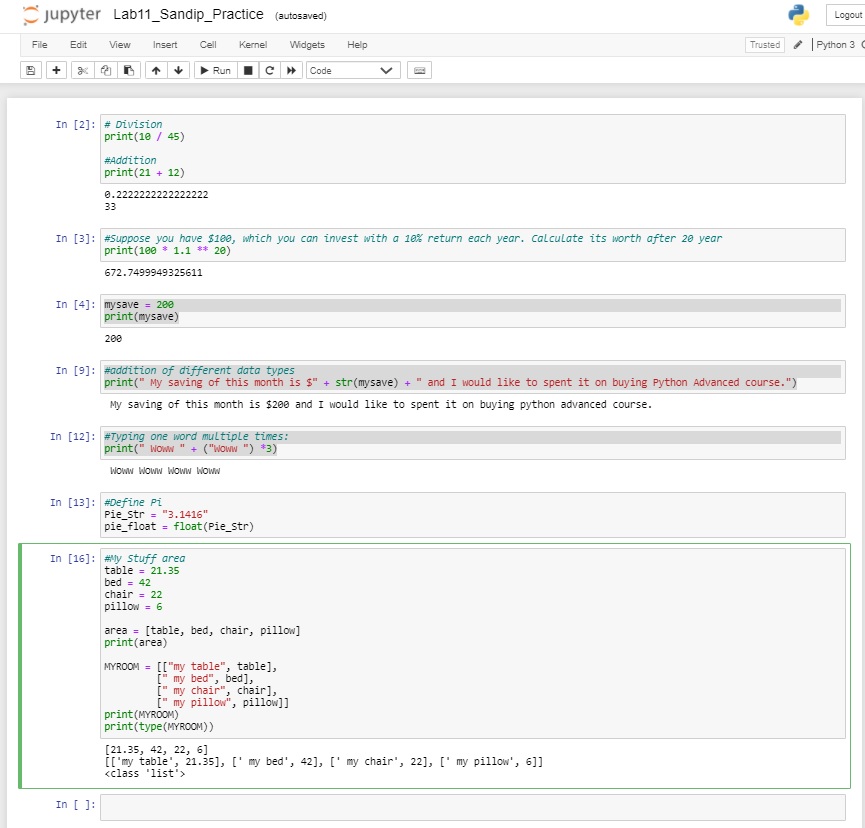 jupyter Lab11_Sandip_Practice (autosaved) Logout
File Edit View Insert Cell Kernel Widgets Help Trusted Python 3
Run Code
In [2]: # Division
print(10 / 45)
#Addition
print(21 + 12)
0.2222222222222222
33
In [3]: #Suppose you have $100, which you can invest with a 10% return each year. Calculate its worth after 20 year
print(100 * 1.1 ** 20)
672.7499949325611
In [4]: mysave = 200
print(mysave)
200
In [9]: #addition of different data types
print(" My saving of this month is $" + str(mysave) + " and I would like to spent it on buying Python Advanced course.")
My saving of this month is $200 and I would like to spent it on buying python advanced course.
In [12]: #Typing one word multiple times:
print(" Woww " + ("Woww ") *3)
Woww Woww Woww Woww
In [13]: #Define Pi
Pie_Str = "3.1416"
pie_float = float(Pie_Str)
In [16]: #My Stuff area
table = 21.35
bed = 42
chair = 22
pillow = 6
area = [table, bed, chair, pillow]
print(area)
MYROOM = [["my table", table],
[" my bed", bed],
[" my chair", chair],
[" my pillow", pillow]]
print(MYROOM)
print(type(MYROOM))
[21.35, 42, 22, 6]
[['my table', 21.35], [' my bed', 42], [' my chair', 22], [' my pillow', 6]]
<class 'list'>
In [ ]: